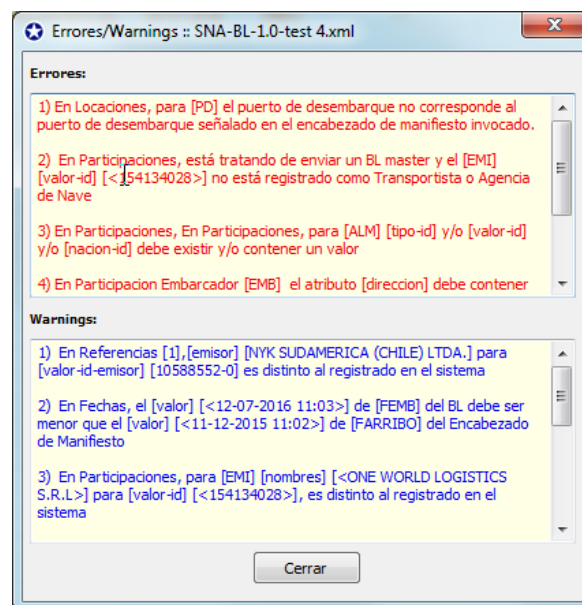 Errores/Warnings :: SNA-BL-1.0-test 4.xml
Errores:
1) En Locaciones, para [PD] el puerto de desembarque no corresponde al
puerto de desembarque señalado en el encabezado de manifiesto invocado.
2) En Participaciones, está tratando de enviar un BL master y el [EMI]
[valor-id] [<154134028>] no está registrado como Transportista o Agencia
de Nave
3) En Participaciones, En Participaciones, para [ALM] [tipo-id] y/o [valor-id]
y/o [nacion-id] debe existir y/o contener un valor
4) En Participacion Embarcador [EMB] el atributo [direccion] debe contener
Warnings:
1) En Referencias [1],[emisor] [NYK SUDAMERICA (CHILE) LTDA.] para
[valor-id-emisor] [10588552-0] es distinto al registrado en el sistema
2) En Fechas, el [valor] [<12-07-2016 11:03>] de [FEMB] del BL debe ser
menor que el [valor] [<11-12-2015 11:02>] de [FARRIBO] del Encabezado
de Manifiesto
3) En Participaciones, para [EMI] [nombres] [<ONE WORLD LOGISTICS
S.R.L>] para [valor-id] [<154134028>], es distinto al registrado en el
sistema
Cerrar